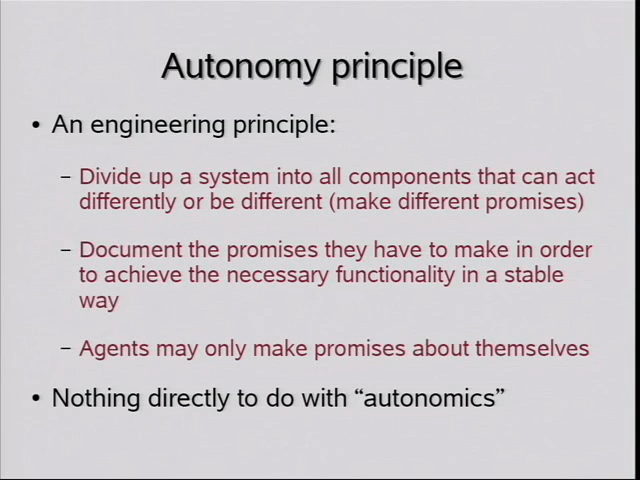 Autonomy principle
• An engineering principle:
– Divide up a system into all components that can act
differently or be different (make different promises)
– Document the promises they have to make in order
to achieve the necessary functionality in a stable
way
– Agents may only make promises about themselves
• Nothing directly to do with “autonomics”